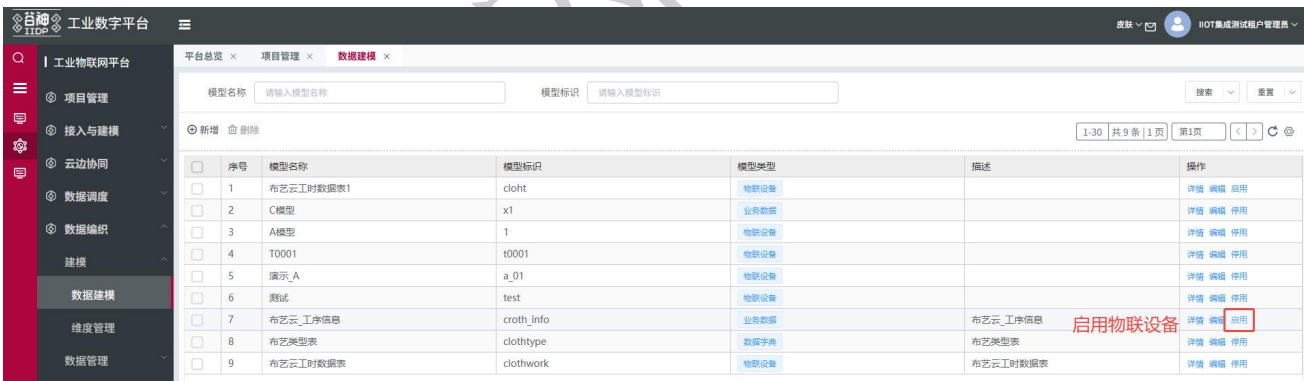 谷神 IIDP 工业数字平台
皮肤 IIOT集成测试租户管理员
工业物联网平台
项目管理
接入与建模
云边协同
数据调度
数据编织
建模
数据建模
维度管理
数据管理
平台总览 × 项目管理 × 数据建模 ×
模型名称 请输入模型名称 模型标识 请输入模型标识 搜索 重置
新增 删除 1-30 共9条 1页 第1页
序号 模型名称 模型标识 模型类型 描述 操作
1 布艺云工时数据表1 cloht 物联设备 详情 编辑 启用
2 C模型 x1 业务数据 详情 编辑 停用
3 A模型 1 物联设备 详情 编辑 停用
4 T0001 t0001 物联设备 详情 编辑 停用
5 演示_A a_01 物联设备 详情 编辑 停用
6 测试 test 物联设备 详情 编辑 停用
7 布艺云_工序信息 croth_info 业务数据 布艺云_工序信息 启用物联设备 详情 编辑 启用
8 布艺类型表 clothtype 数据字典 布艺类型表 详情 编辑 停用
9 布艺云工时数据表 clothwork 物联设备 布艺云工时数据表 详情 编辑 停用